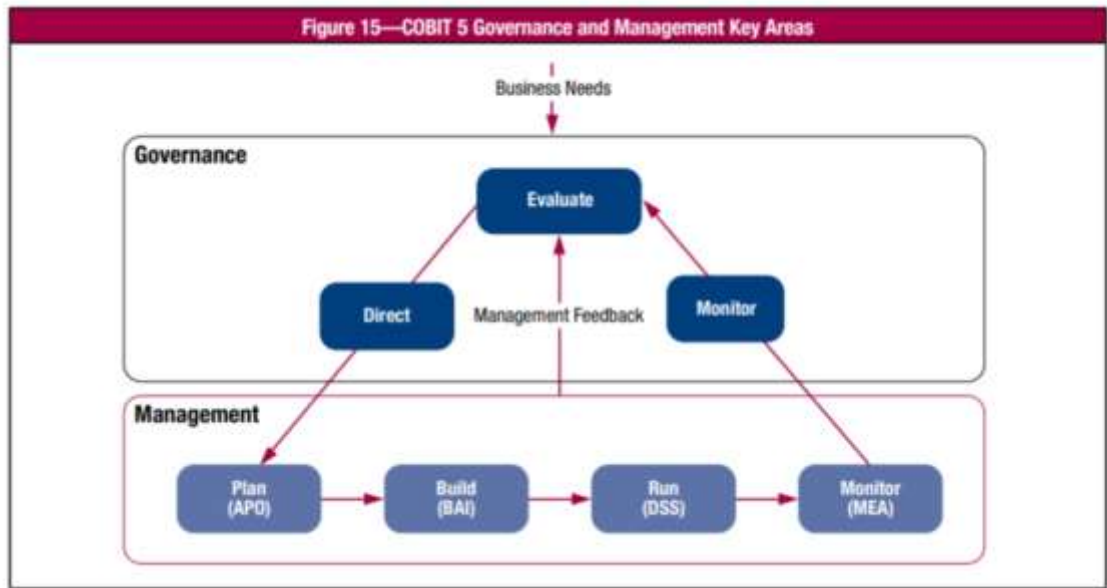 Figure 15—COBIT 5 Governance and Management Key Areas
Business Needs
Governance
Evaluate
Direct
Management Feedback
Monitor
Management
Plan
(APO)
Build
(BAI)
Run
(DSS)
Monitor
(MEA)